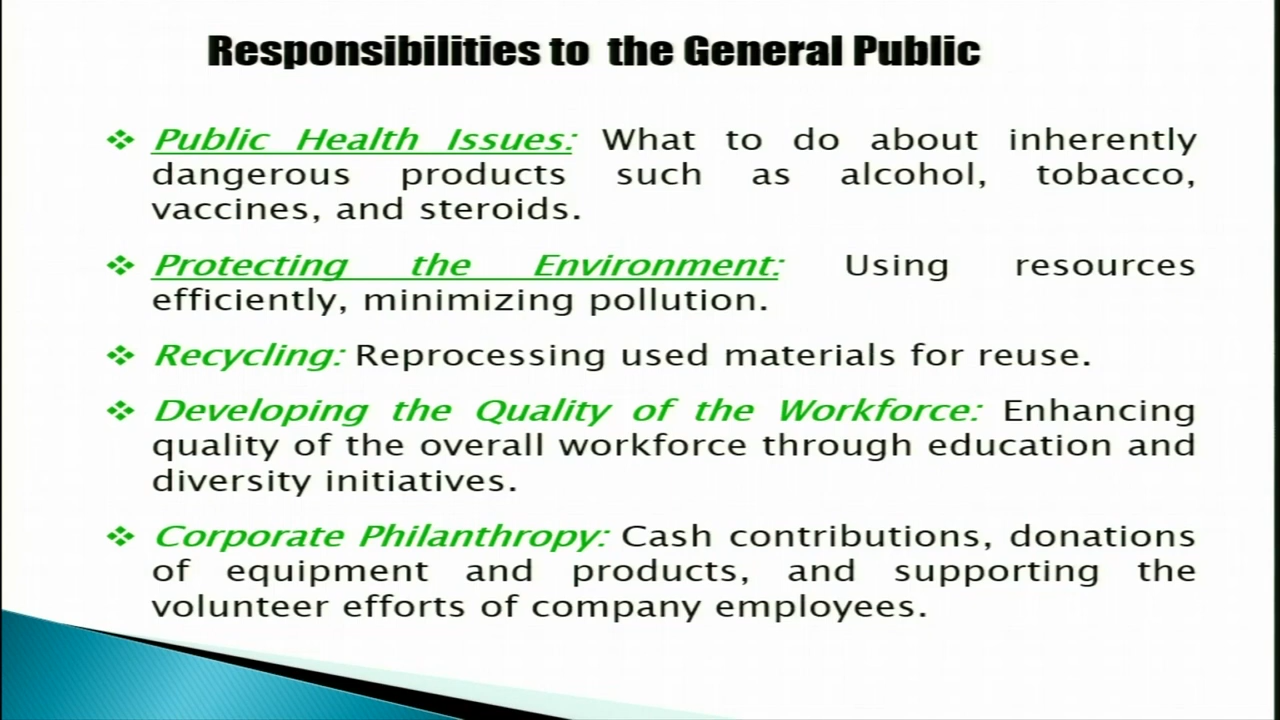 Responsibilities to the General Public
Public Health Issues: What to do about inherently
dangerous products such as alcohol, tobacco,
vaccines, and steroids.
Protecting the Environment: Using resources
efficiently, minimizing pollution.
Recycling: Reprocessing used materials for reuse.
Developing the Quality of the Workforce: Enhancing
quality of the overall workforce through education and
diversity initiatives.
Corporate Philanthropy: Cash contributions, donations
of equipment and products, and supporting the
volunteer efforts of company employees.